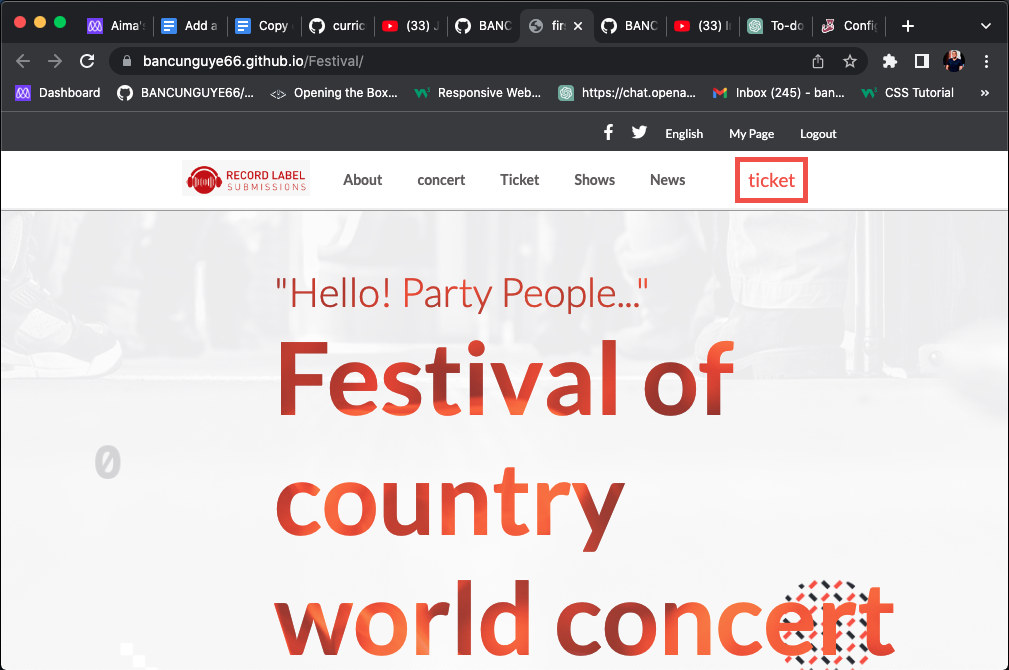 Aima'
Add a
Copy
curric
(33) J
BANC
fir
BANC
(33) I
To-do
Config
bancunguye66.github.io/Festival/
Dashboard
BANCUNGUYE66/...
Opening the Box...
Responsive Web...
https://chat.opena...
Inbox (245) - ban...
CSS Tutorial
»
English
My Page
Logout
RECORD LABEL
SUBMISSIONS
About
concert
Ticket
Shows
News
ticket
"Hello! Party People..."
Festival of
0
country
world concert